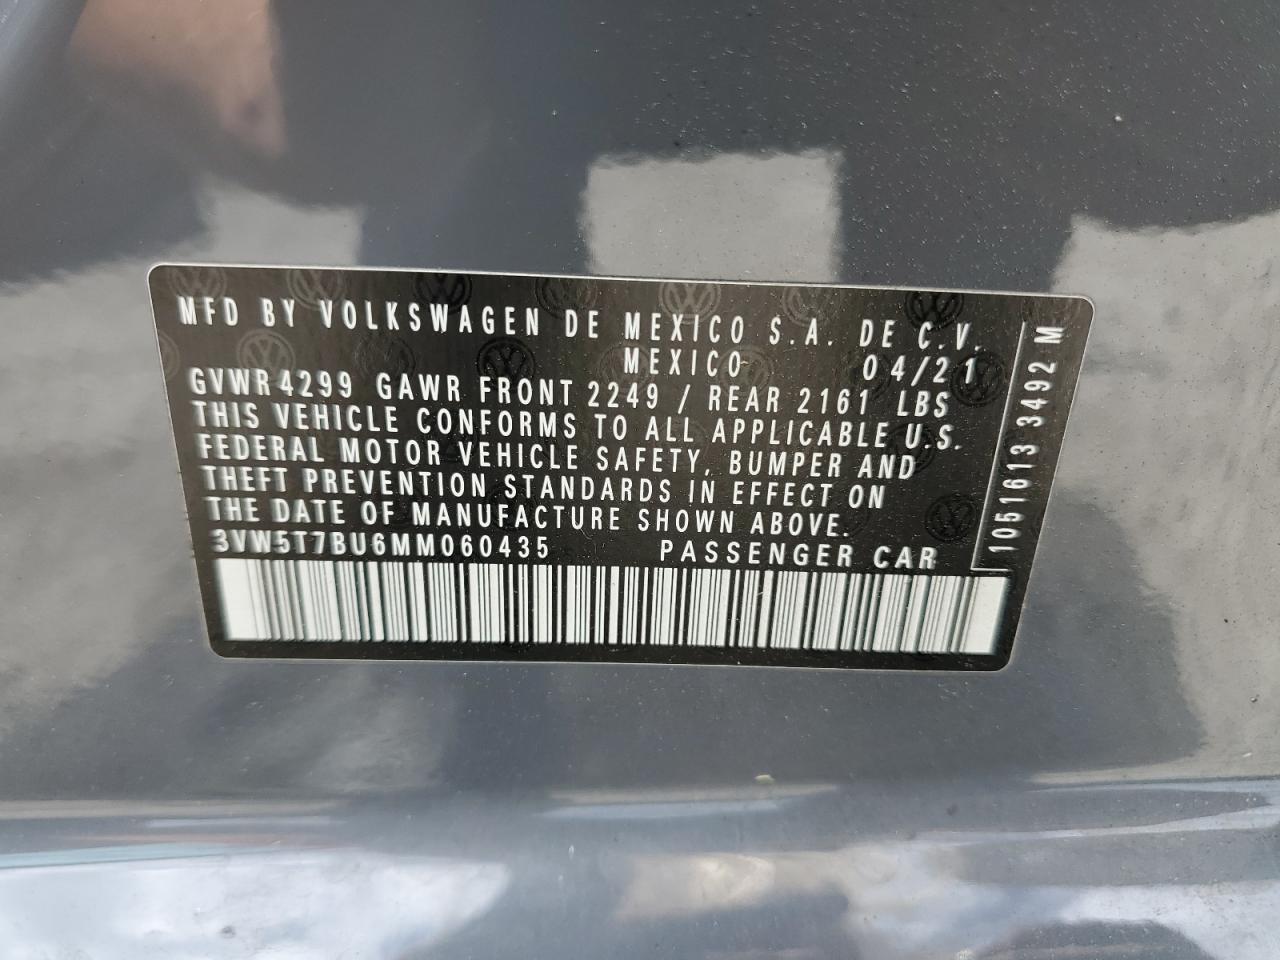 MFD BY VOLKSWAGEN DE MEXICO S.A. DE C.V.
MEXICO 04/21
GVWR 4299 GAWR FRONT 2249 / REAR 2161 LBS
THIS VEHICLE CONFORMS TO ALL APPLICABLE U.S.
FEDERAL MOTOR VEHICLE SAFETY, BUMPER AND
THEFT PREVENTION STANDARDS IN EFFECT ON
THE DATE OF MANUFACTURE SHOWN ABOVE.
3VW5T7BU6MM060435 PASSENGER CAR
1051613 3492 M